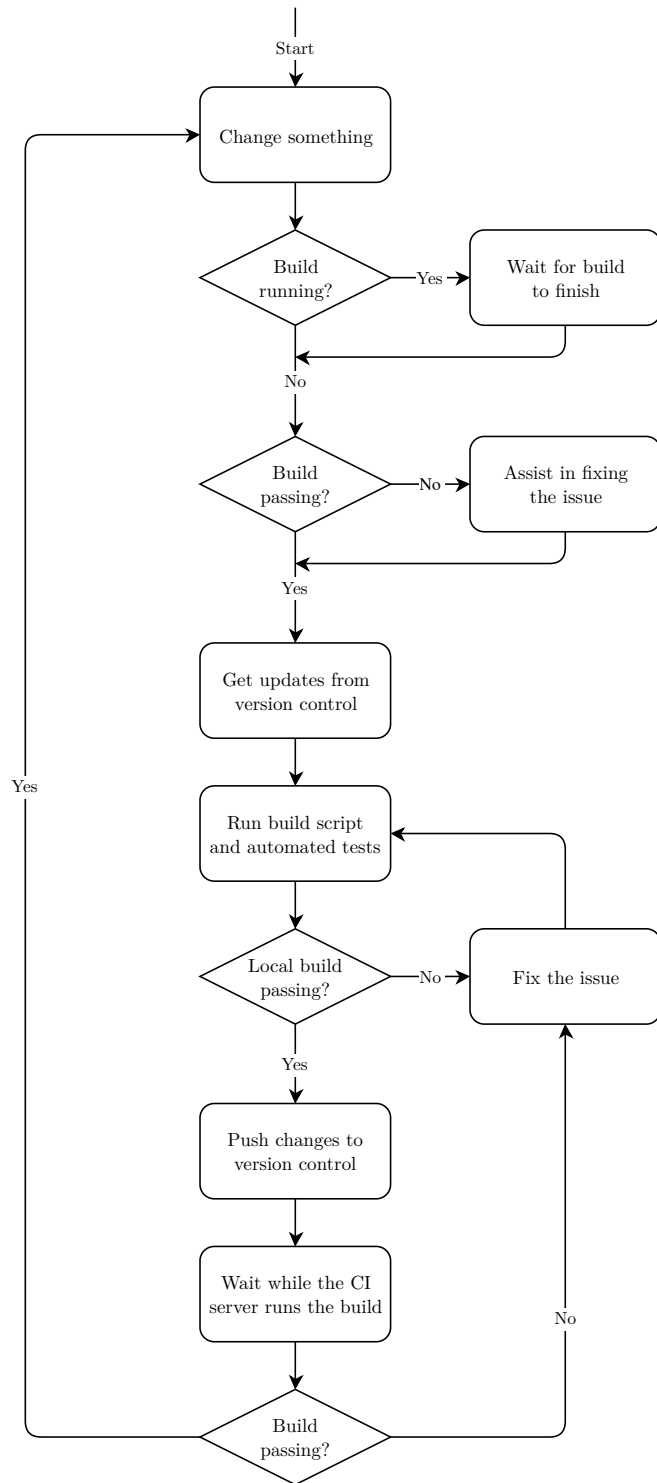 Start
Change something
Build
running?
Yes
Wait for build
to finish
No
Build
passing?
No
Assist in fixing
the issue
Yes
Get updates from
version control
Yes
Run build script
and automated tests
Local build
passing?
No
Fix the issue
Yes
Push changes to
version control
Wait while the CI
server runs the build
No
Build
passing?